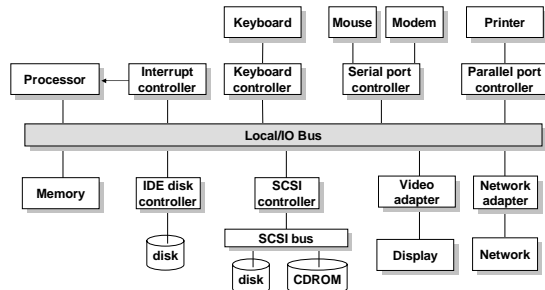 Keyboard
Mouse
Modem
Printer
Processor
Interrupt
controller
Keyboard
controller
Serial port
controller
Parallel port
controller
Local/IO Bus
Memory
IDE disk
controller
SCSI
controller
Video
adapter
Network
adapter
disk
SCSI bus
disk
CDROM
Display
Network